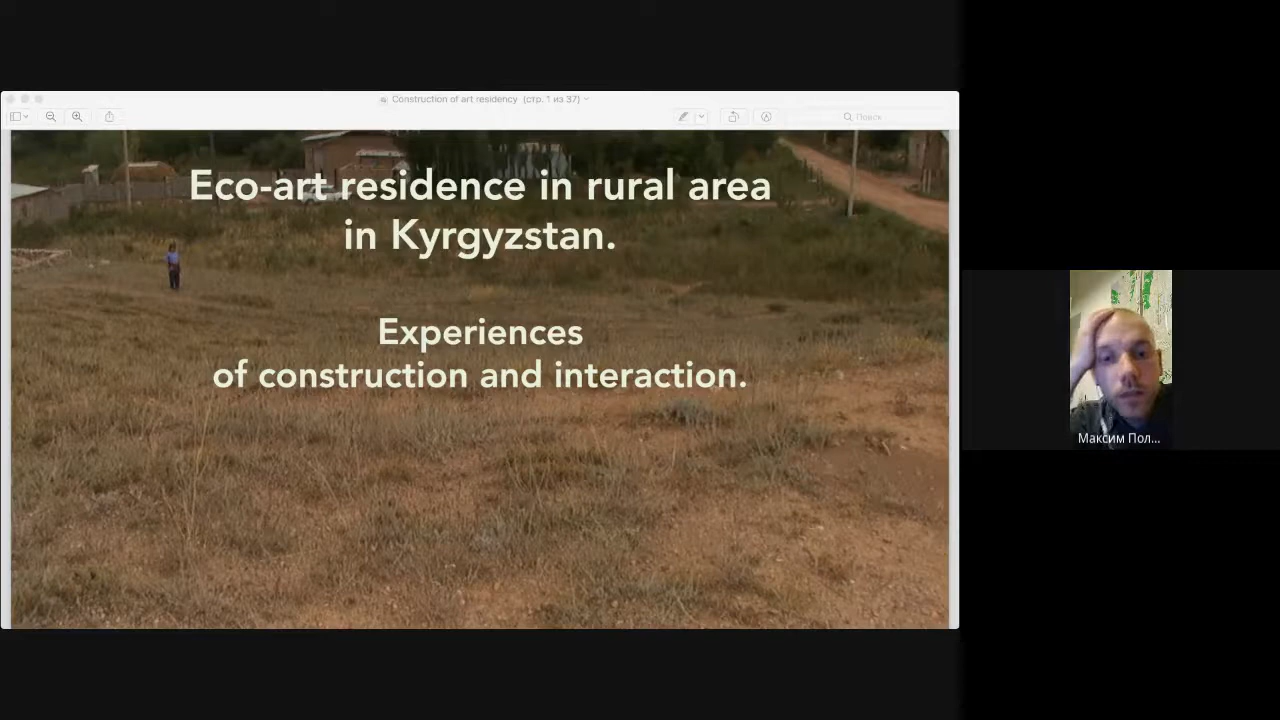 Construction of art residency (стр. 1 из 37)
Поиск
Eco-art residence in rural area
in Kyrgyzstan.
Experiences
of construction and interaction.
Максим Пол...